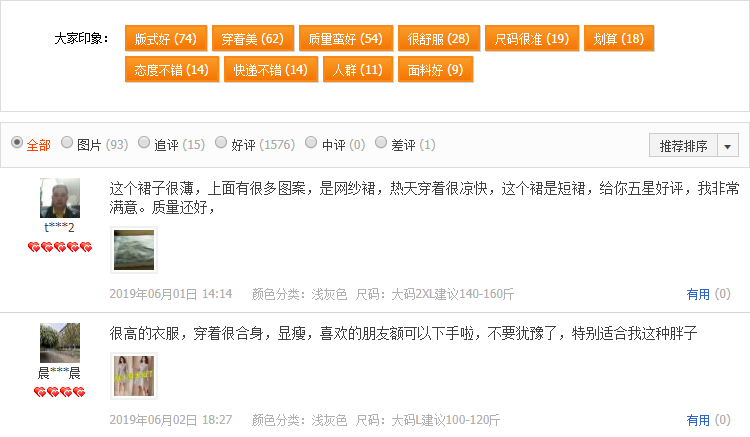 大家印象： 版式好 (74) 穿着美 (62) 质量蛮好 (54) 很舒服 (28) 尺码很准 (19) 划算 (18)
态度不错 (14) 快递不错 (14) 人群 (11) 面料好 (9)
全部 图片 (93) 追评 (15) 好评 (1576) 中评 (0) 差评 (1) 推荐排序
这个裙子很薄，上面有很多图案，是网纱裙，热天穿着很凉快，这个裙是短裙，给你五星好评，我非常
满意。质量还好，
t***2
2019年06月01日 14:14 颜色分类：浅灰色 尺码：大码2XL建议140-160斤 有用 (0)
很高的衣服，穿着很合身，显瘦，喜欢的朋友额可以下手啦，不要犹豫了，特别适合我这种胖子
晨***晨
2019年06月02日 18:27 颜色分类：浅灰色 尺码：大码L建议100-120斤 有用 (0)